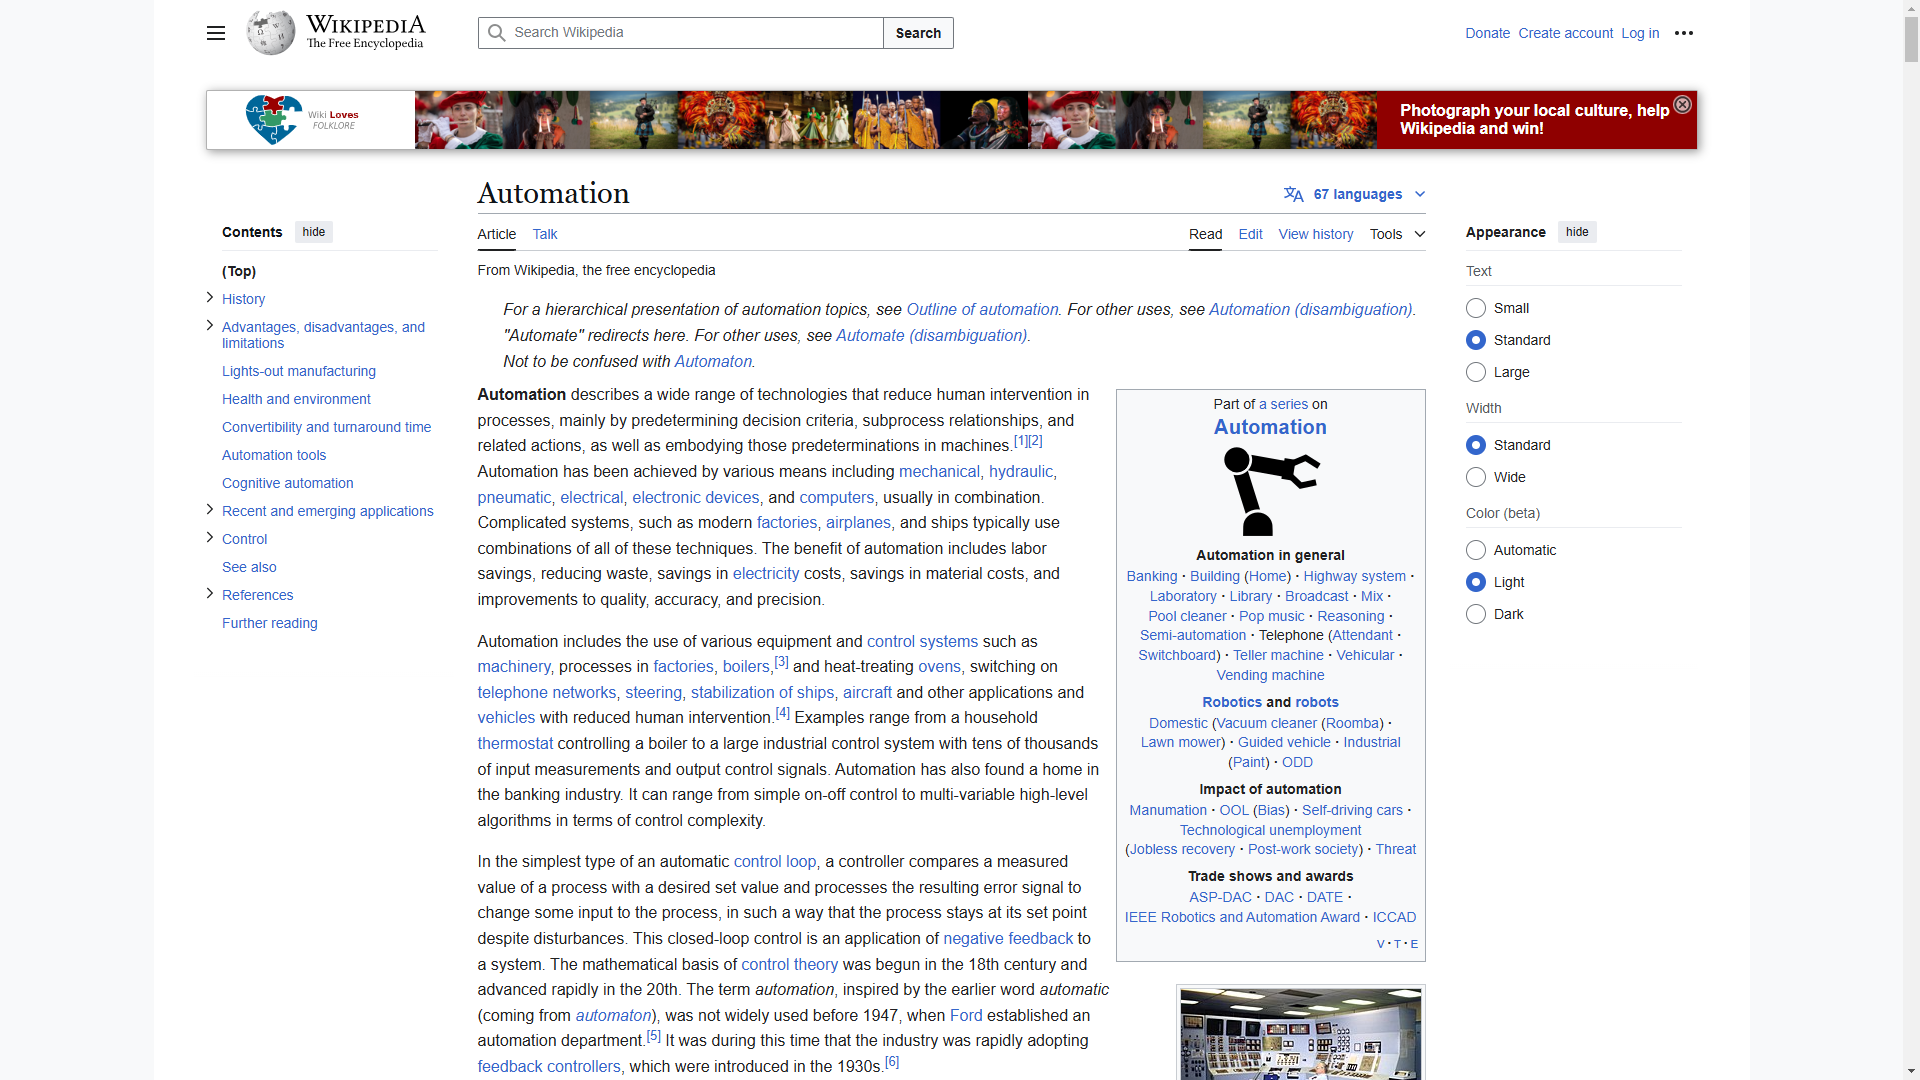 WIKIPEDIA
The Free Encyclopedia
Search Wikipedia
Search
Donate Create account Log in
Wiki Loves
FOLKLORE
Photograph your local culture, help
Wikipedia and win!
Automation
67 languages
Contents hide
(Top)
History
Advantages, disadvantages, and
limitations
Lights-out manufacturing
Health and environment
Convertibility and turnaround time
Automation tools
Cognitive automation
Recent and emerging applications
Control
See also
References
Further reading
Article Talk
Read Edit View history Tools
From Wikipedia, the free encyclopedia
For a hierarchical presentation of automation topics, see Outline of automation. For other uses, see Automation (disambiguation).
"Automate" redirects here. For other uses, see Automate (disambiguation).
Not to be confused with Automaton.
Automation describes a wide range of technologies that reduce human intervention in
processes, mainly by predetermining decision criteria, subprocess relationships, and
related actions, as well as embodying those predeterminations in machines.[1][2]
Automation has been achieved by various means including mechanical, hydraulic,
pneumatic, electrical, electronic devices, and computers, usually in combination.
Complicated systems, such as modern factories, airplanes, and ships typically use
combinations of all of these techniques. The benefit of automation includes labor
savings, reducing waste, savings in electricity costs, savings in material costs, and
improvements to quality, accuracy, and precision.
Automation includes the use of various equipment and control systems such as
machinery, processes in factories, boilers,[3] and heat-treating ovens, switching on
telephone networks, steering, stabilization of ships, aircraft and other applications and
vehicles with reduced human intervention.[4] Examples range from a household
thermostat controlling a boiler to a large industrial control system with tens of thousands
of input measurements and output control signals. Automation has also found a home in
the banking industry. It can range from simple on-off control to multi-variable high-level
algorithms in terms of control complexity.
In the simplest type of an automatic control loop, a controller compares a measured
value of a process with a desired set value and processes the resulting error signal to
change some input to the process, in such a way that the process stays at its set point
despite disturbances. This closed-loop control is an application of negative feedback to
a system. The mathematical basis of control theory was begun in the 18th century and
advanced rapidly in the 20th. The term automation, inspired by the earlier word automatic
(coming from automaton), was not widely used before 1947, when Ford established an
automation department.[5] It was during this time that the industry was rapidly adopting
feedback controllers, which were introduced in the 1930s.[6]
Part of a series on
Automation
Automation in general
Banking · Building (Home) · Highway system ·
Laboratory · Library · Broadcast · Mix ·
Pool cleaner · Pop music · Reasoning ·
Semi-automation · Telephone (Attendant ·
Switchboard) · Teller machine · Vehicular ·
Vending machine
Robotics and robots
Domestic (Vacuum cleaner (Roomba) ·
Lawn mower) · Guided vehicle · Industrial
(Paint) · ODD
Impact of automation
Manumation · OOL (Bias) · Self-driving cars ·
Technological unemployment
(Jobless recovery · Post-work society) · Threat
Trade shows and awards
ASP-DAC · DAC · DATE ·
IEEE Robotics and Automation Award · ICCAD
V · T · E
Appearance hide
Text
Small
Standard
Large
Width
Standard
Wide
Color (beta)
Automatic
Light
Dark